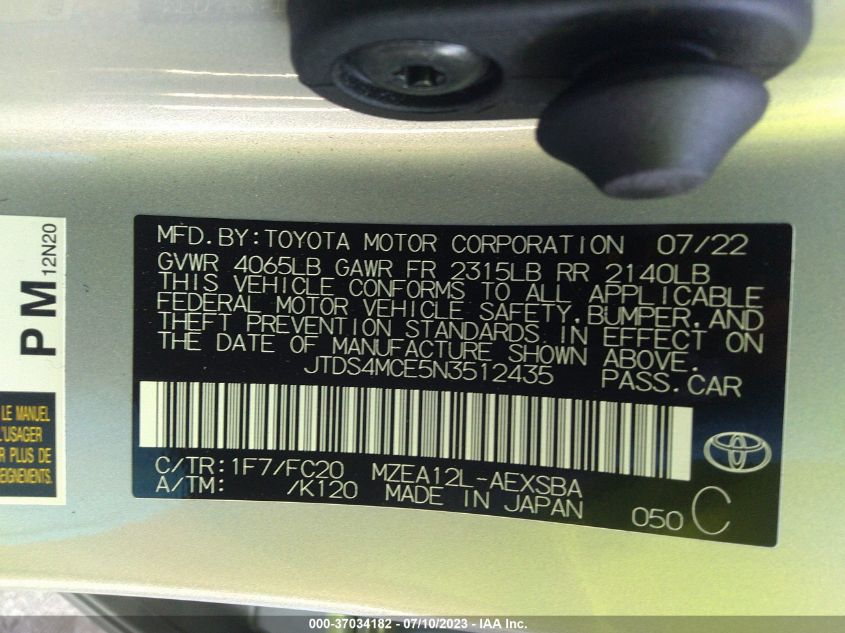 MFD.BY:TOYOTA MOTOR CORPORATION 07/22
GVWR 4065LB GAWR FR 2315LB RR 2140LB
THIS VEHICLE CONFORMS TO ALL APPLICABLE
FEDERAL MOTOR VEHICLE SAFETY,BUMPER,AND
THEFT PREVENTION STANDARDS IN EFFECT ON
THE DATE OF MANUFACTURE SHOWN ABOVE.
JTDS4MCE5N3512435 PASS.CAR
C/TR:1F7/FC20 MZEA12L-AEXSBA
A/TM: /K120 MADE IN JAPAN
050 C
PM
12N20
LE MANUEL
L'USAGER
PLUS DE
000-37034182 - 07/10/2023 - IAA Inc.